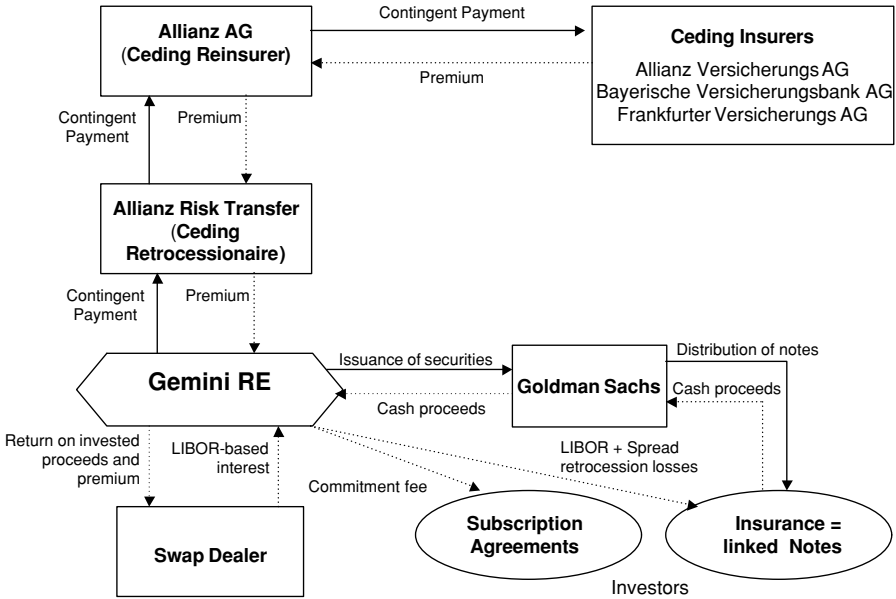 Allianz AG
(Ceding Reinsurer)
Contingent Payment
Premium
Ceding Insurers
Allianz Versicherungs AG
Bayerische Versicherungsbank AG
Frankfurter Versicherungs AG
Contingent
Payment
Premium
Allianz Risk Transfer
(Ceding
Retrocessionaire)
Contingent
Payment
Premium
Gemini RE
Issuance of securities
Cash proceeds
Goldman Sachs
Distribution of notes
Cash proceeds
Return on invested
proceeds and
premium
LIBOR-based
interest
Commitment fee
LIBOR + Spread
retrocession losses
Swap Dealer
Subscription
Agreements
Insurance =
linked Notes
Investors